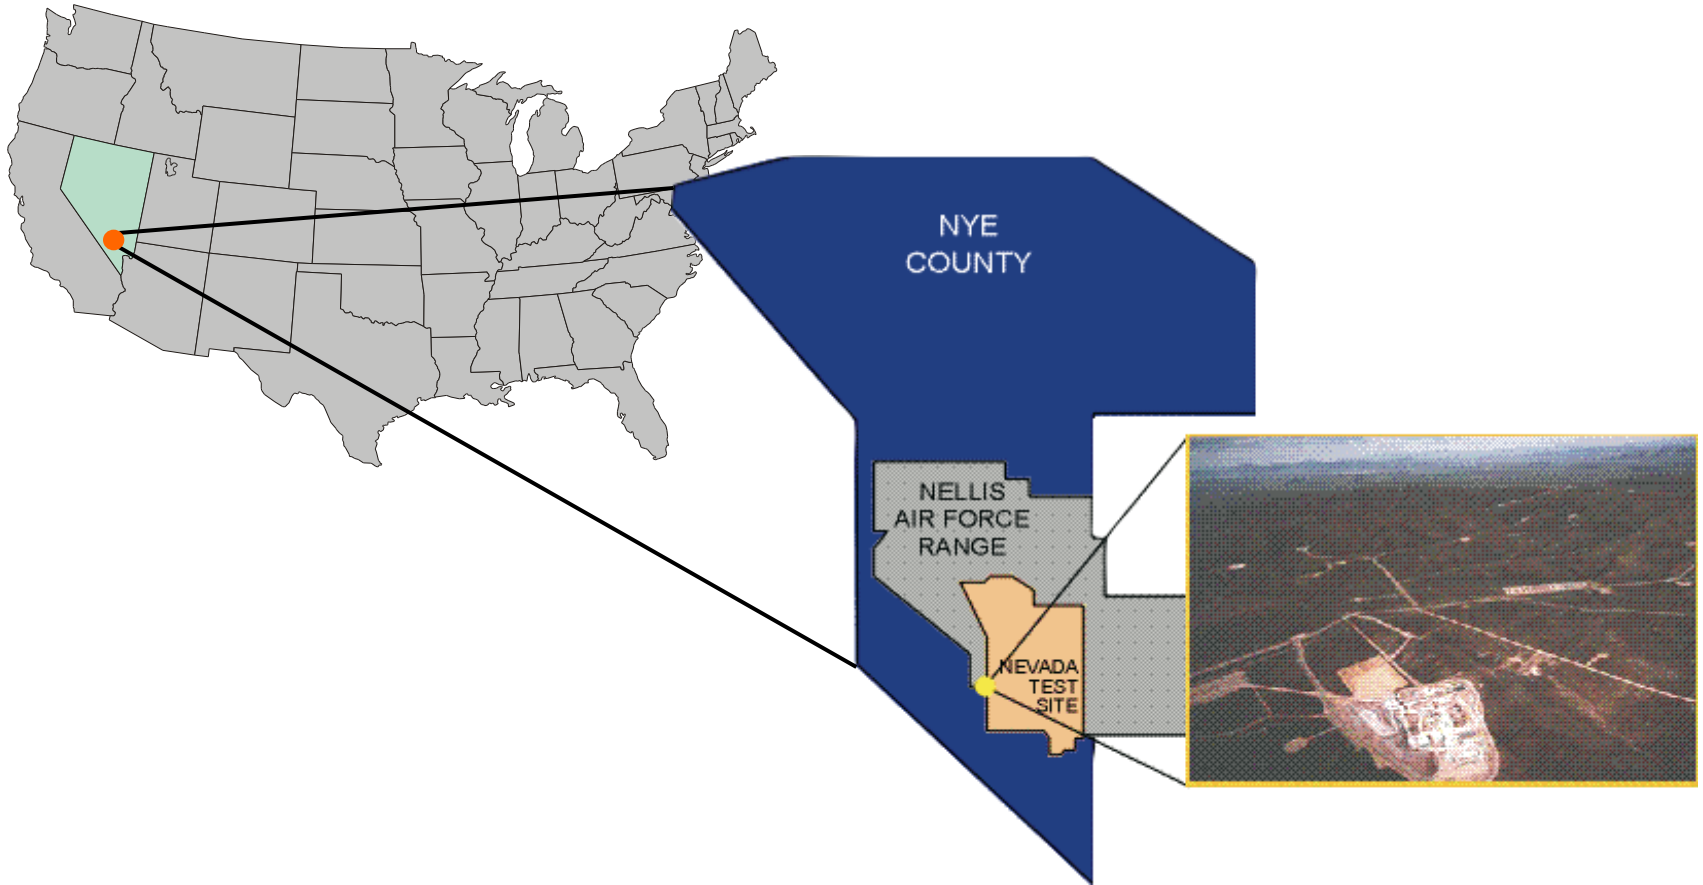 NYE
COUNTY
NELLIS
AIR FORCE
RANGE
NEVADA
TEST
SITE